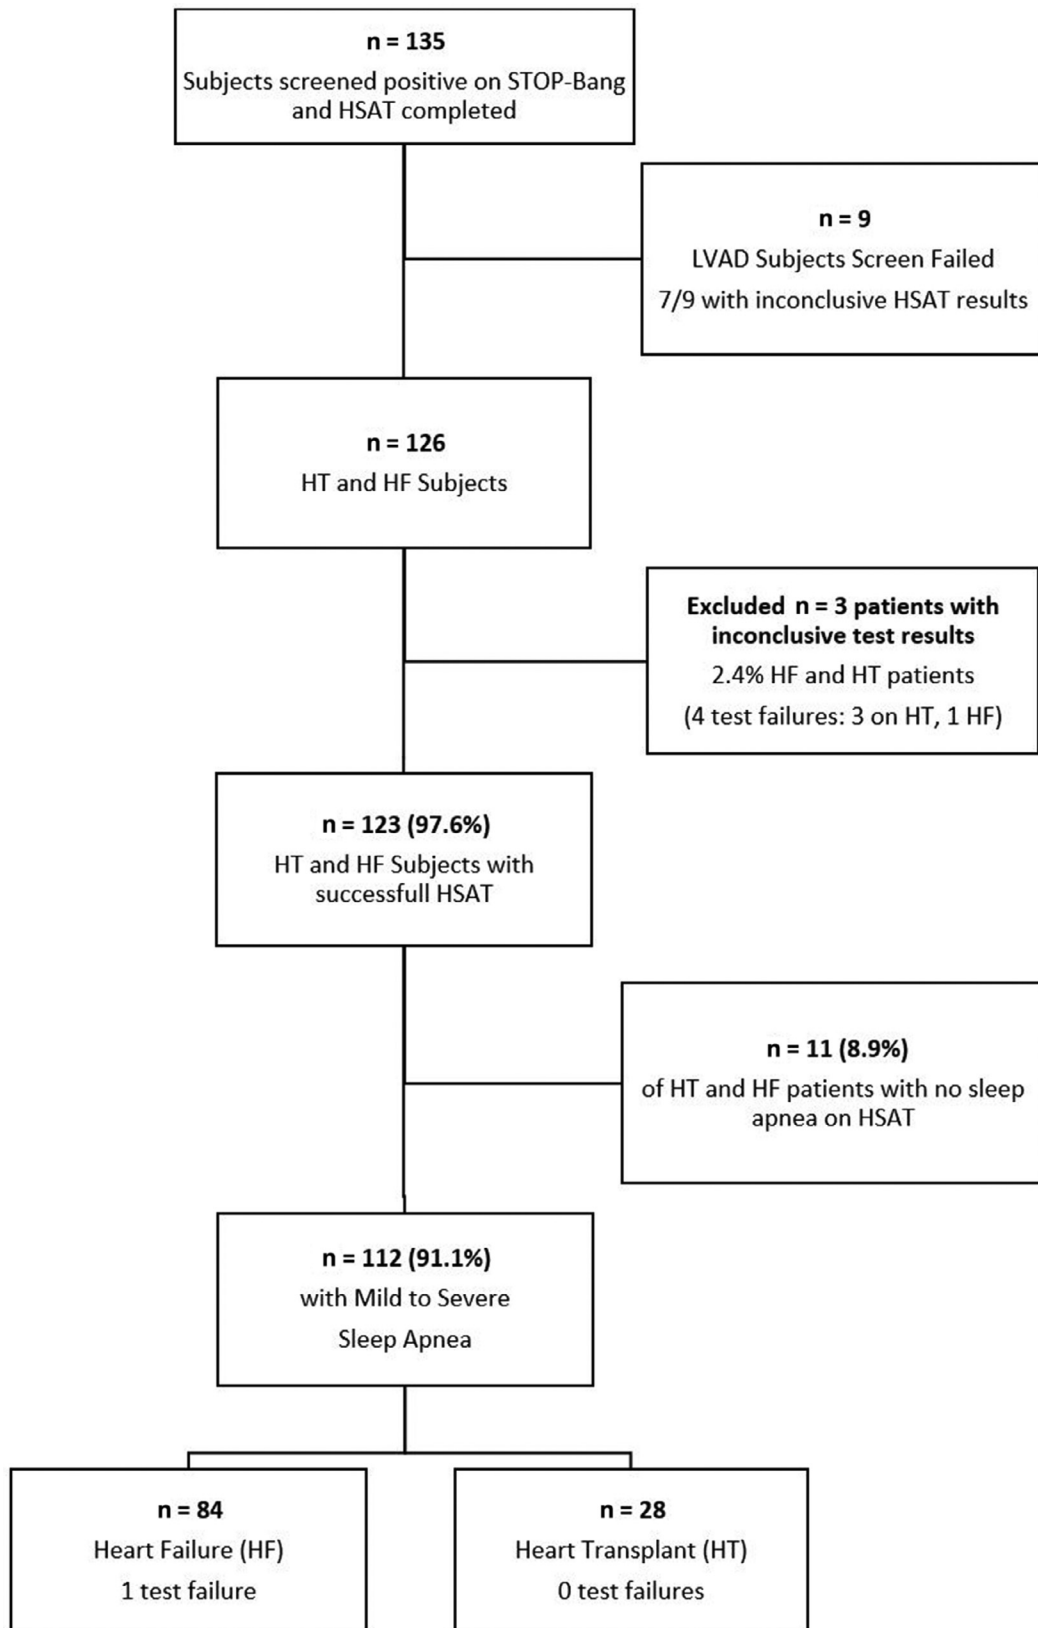 n = 135
Subjects screened positive on STOP-Bang
and HSAT completed
n = 9
LVAD Subjects Screen Failed
7/9 with inconclusive HSAT results
n = 126
HT and HF Subjects
Excluded n = 3 patients with
inconclusive test results
2.4% HF and HT patients
(4 test failures: 3 on HT, 1 HF)
n = 123 (97.6%)
HT and HF Subjects with
successfull HSAT
n = 11 (8.9%)
of HT and HF patients with no sleep
apnea on HSAT
n = 112 (91.1%)
with Mild to Severe
Sleep Apnea
n = 84
Heart Failure (HF)
1 test failure
n = 28
Heart Transplant (HT)
0 test failures